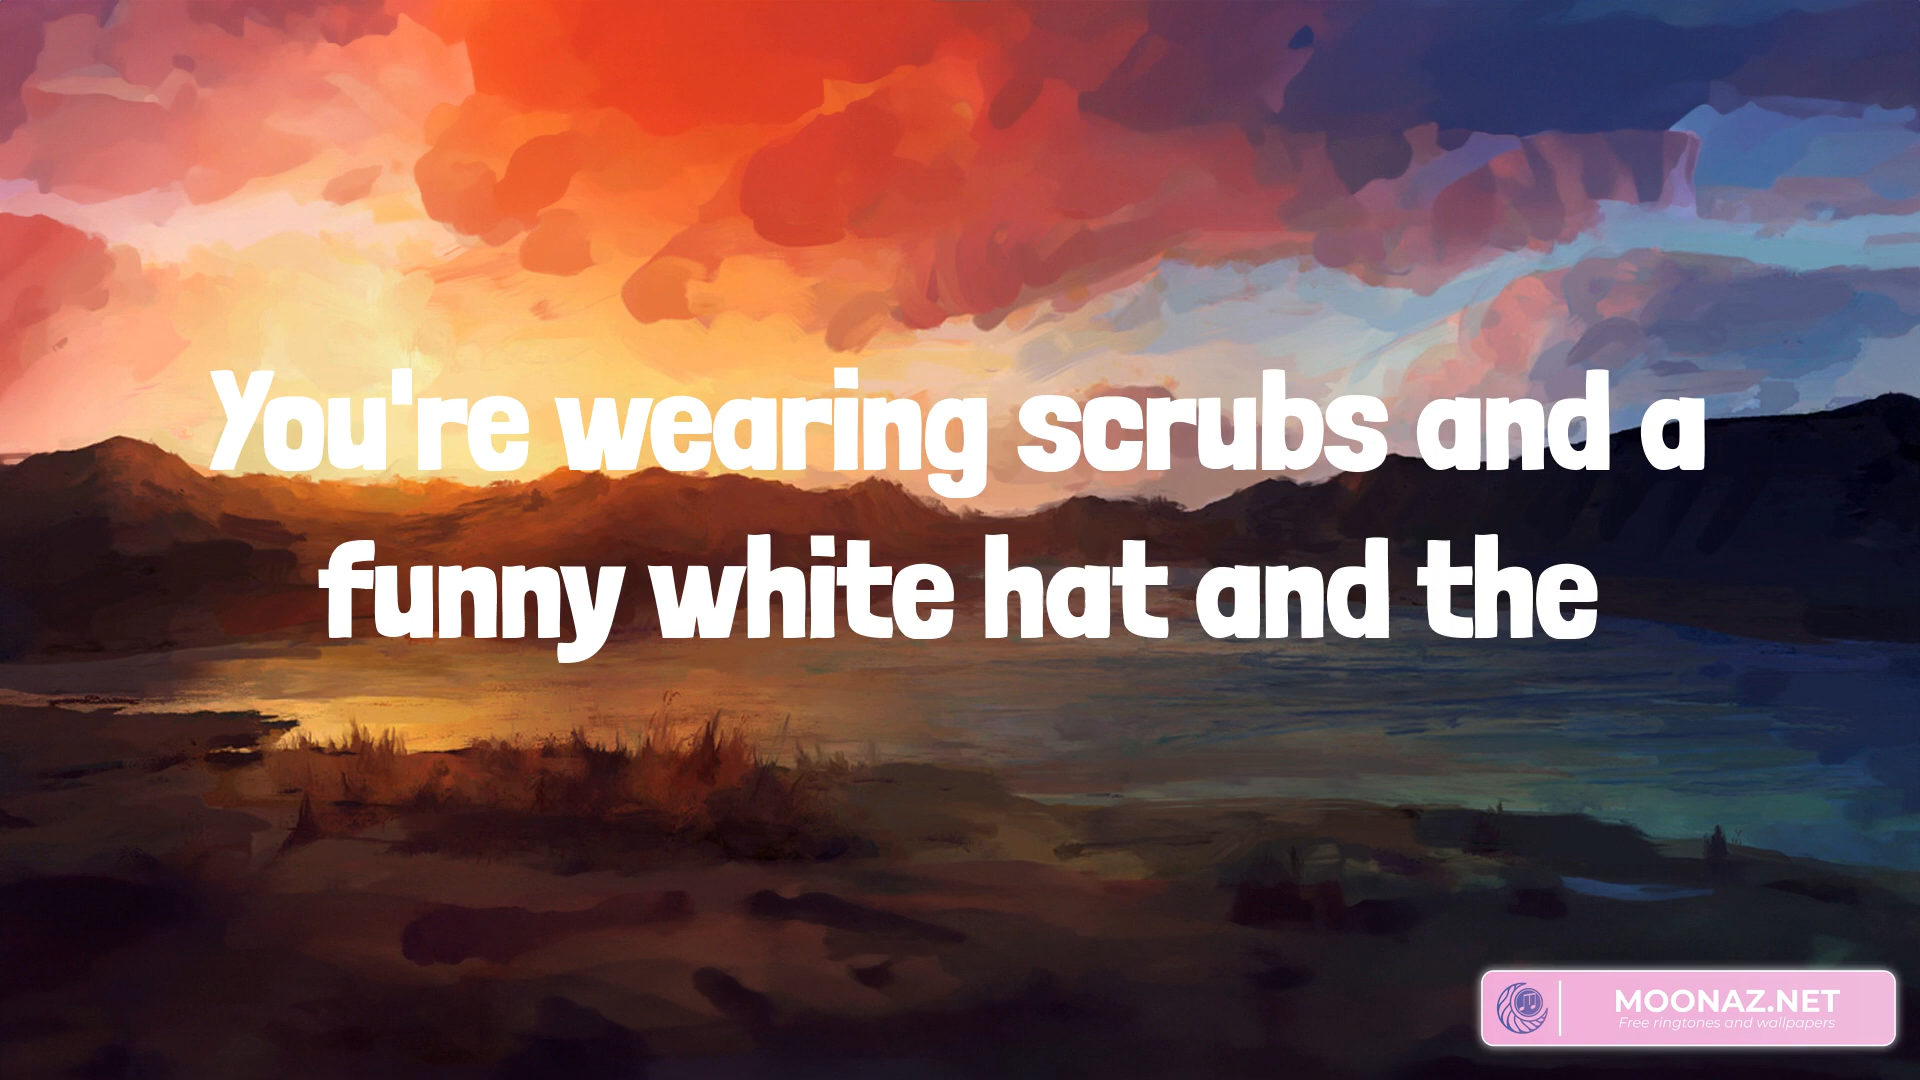 You're wearing scrubs and a
funny white hat and the
MOONAZ.NET
Free ringtones and wallpapers